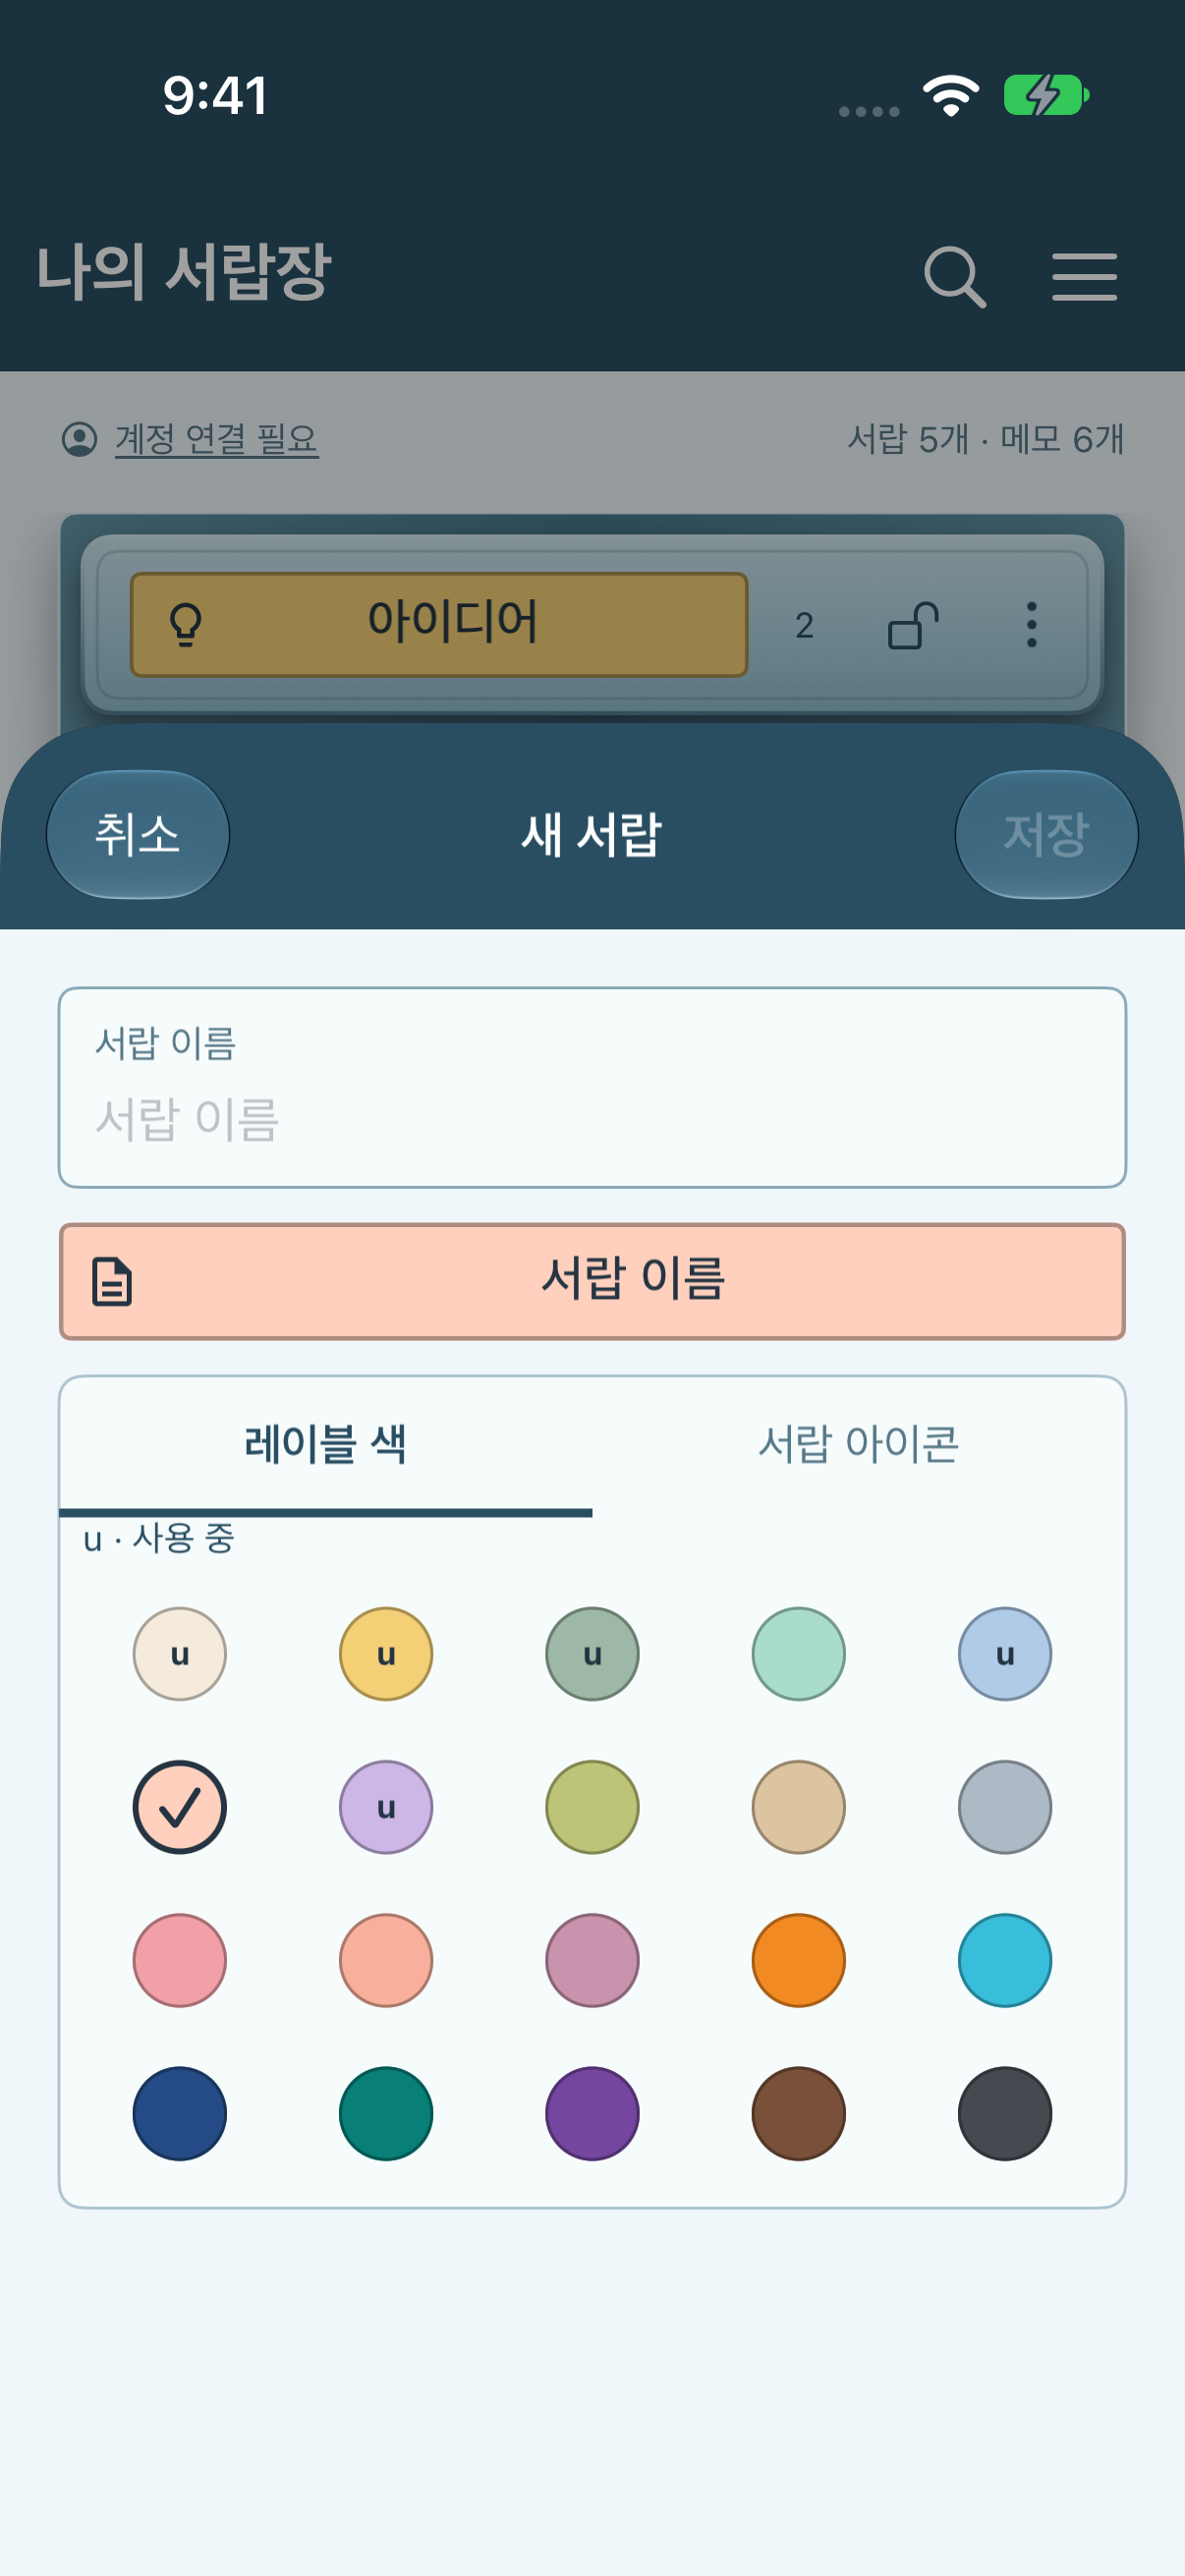 9:41
나의 서랍장
계정 연결 필요
서랍 5개 · 메모 6개
아이디어
2
취소
새 서랍
저장
서랍 이름
서랍 이름
서랍 이름
레이블 색
서랍 아이콘
u · 사용 중
u u u u
u